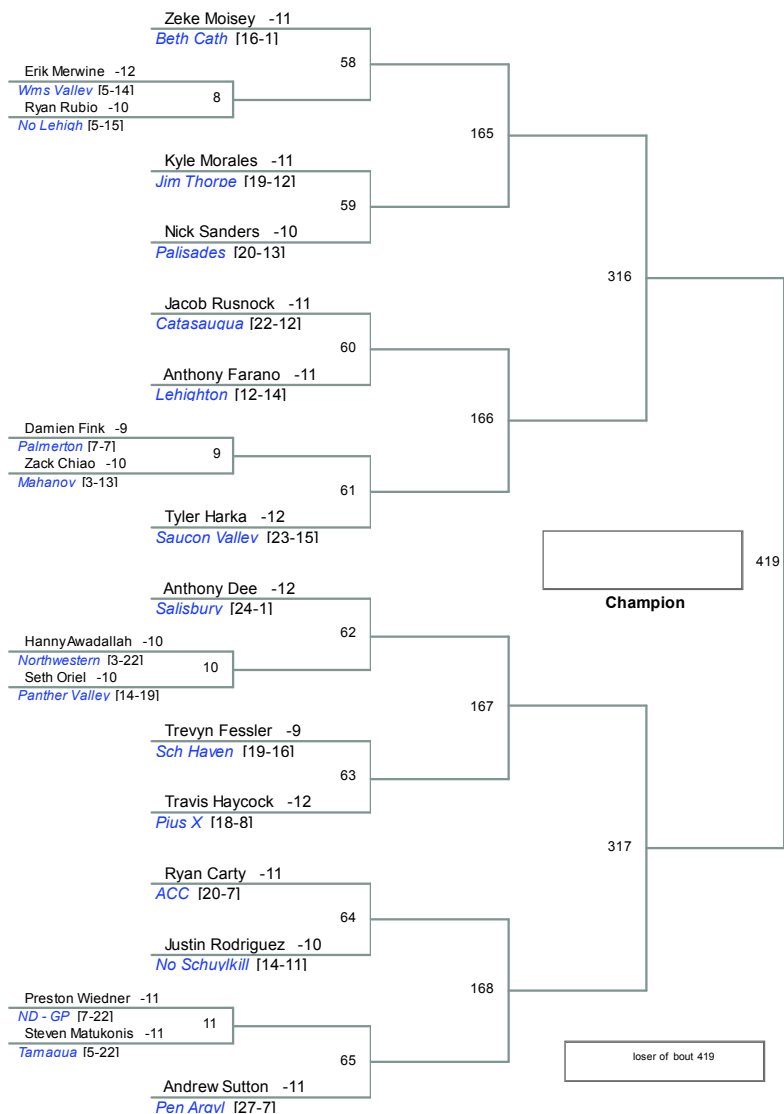 Zeke Moisey -11
Beth Cath [16-1]
58
Erik Merwine -12
Wms Valley [5-14]
8
Ryan Rubio -10
No Lehigh [5-15]
165
Kyle Morales -11
Jim Thorpe [19-12]
59
Nick Sanders -10
Palisades [20-13]
316
Jacob Rusnock -11
Catasauqua [22-12]
60
Anthony Farano -11
Lehighton [12-14]
166
Damien Fink -9
Palmerton [7-7]
9
Zack Chiao -10
Mahanoy [3-13]
61
Tyler Harka -12
Saucon Valley [23-15]
419
Champion
Anthony Dee -12
Salisbury [24-1]
62
HannyAwadallah -10
Northwestern [3-22]
10
Seth Oriel -10
Panther Valley [14-19]
167
Trevyn Fessler -9
Sch Haven [19-16]
63
Travis Haycock -12
Pius X [18-8]
317
Ryan Carty -11
ACC [20-7]
64
Justin Rodriguez -10
No Schuylkill [14-11]
168
Preston Wiedner -11
ND - GP [7-22]
11
Steven Matukonis -11
Tamaqua [5-22]
65
Andrew Sutton -11
Pen Argyl [27-7]
loser of bout 419